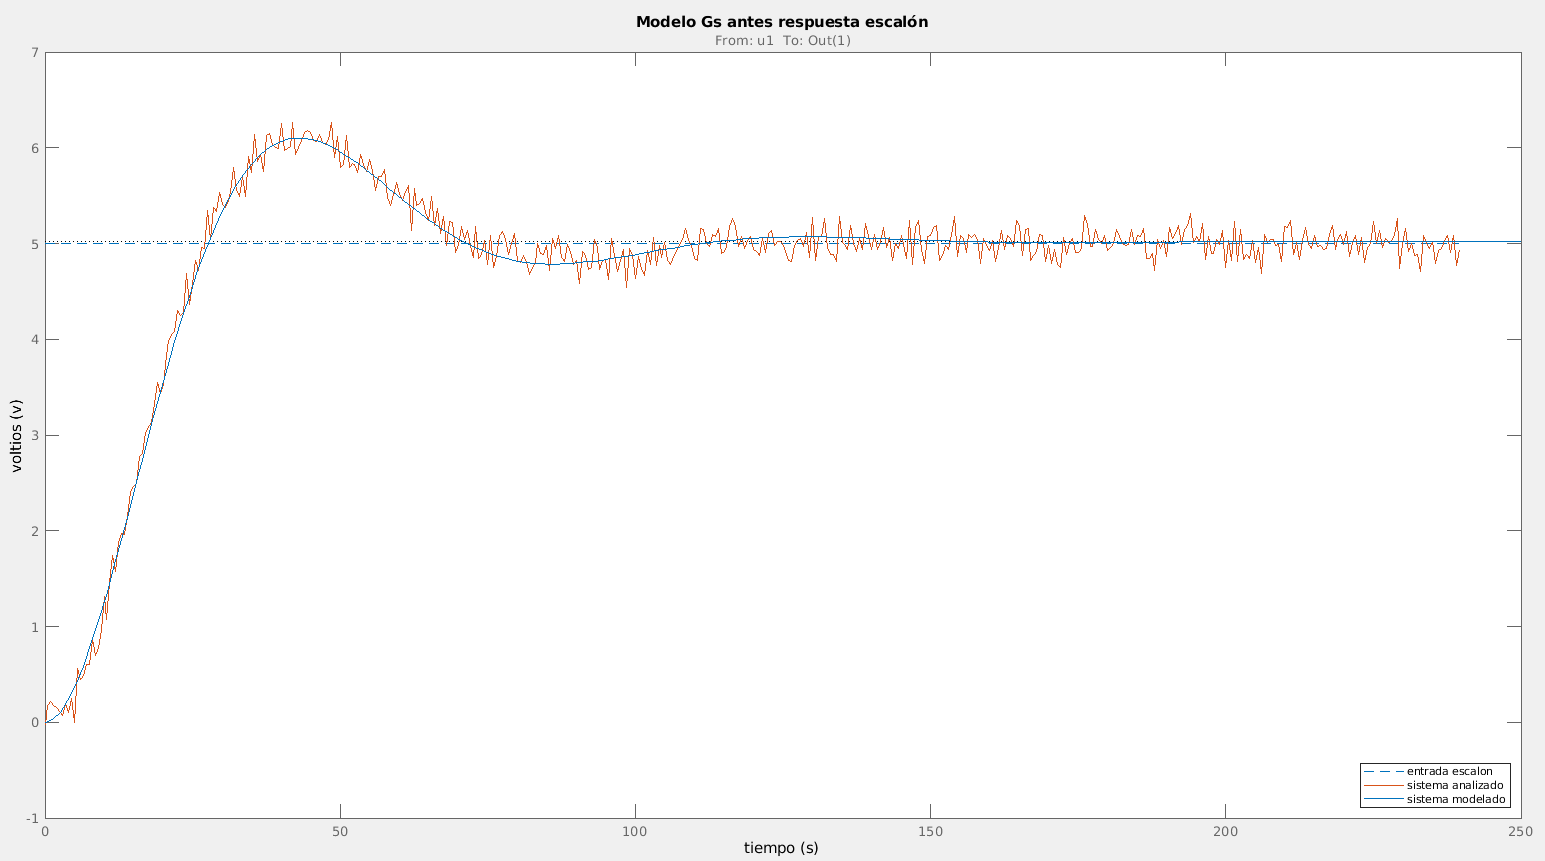 Modelo Gs antes respuesta escalón
From: u1  To: Out(1)
7
6
5
4
3
2
1
0
-1
voltios (v)
0
50
100
150
200
250
tiempo (s)
entrada escalon
sistema analizado
sistema modelado